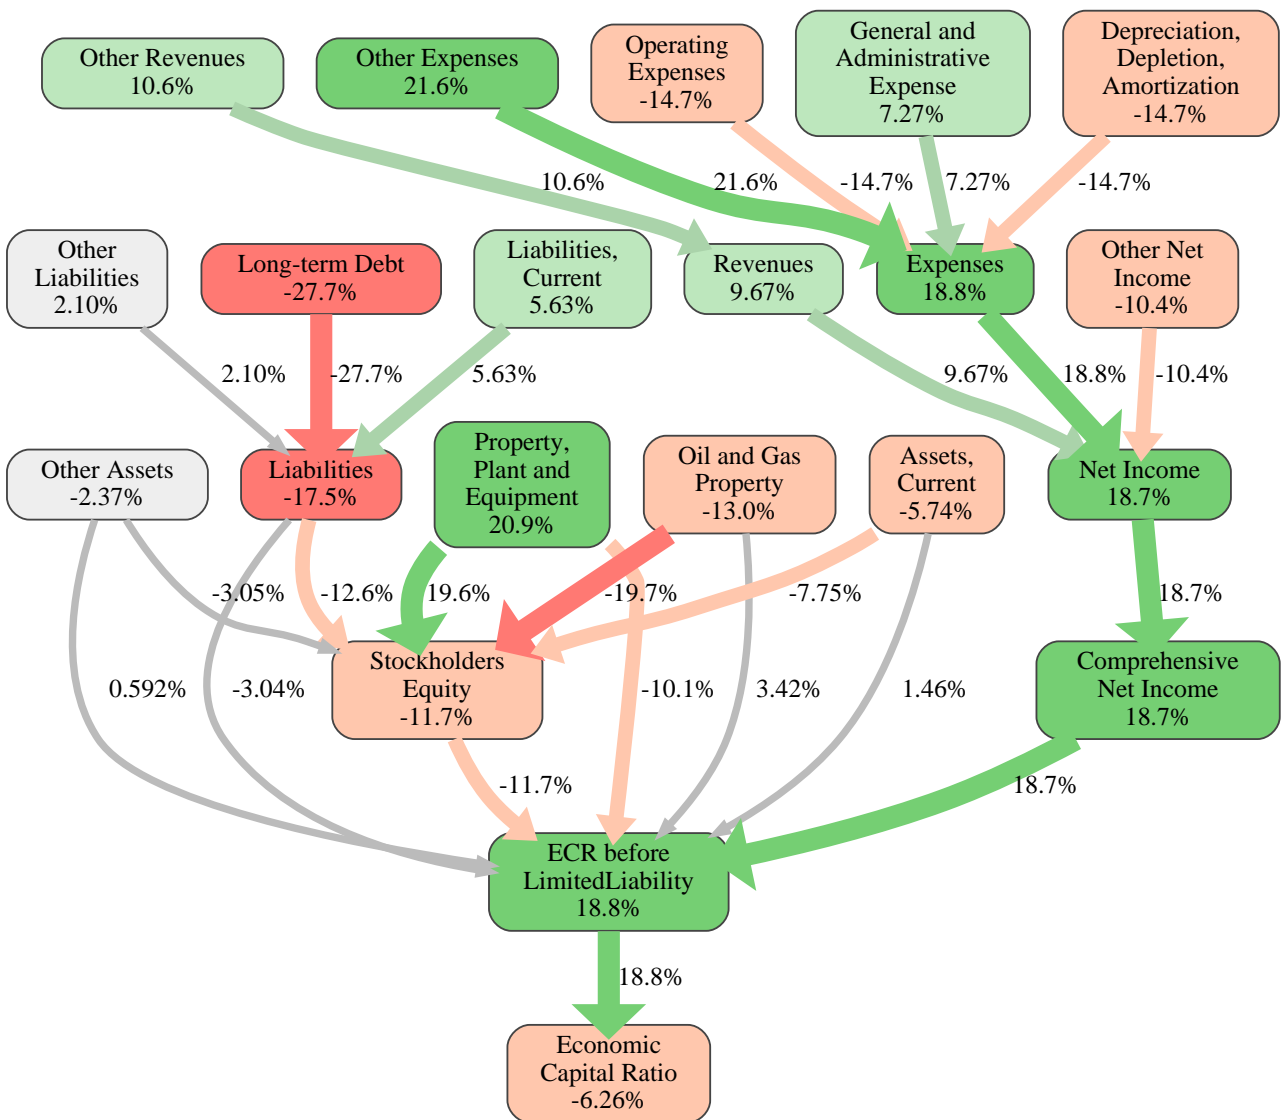 Other Revenues
10.6%
Other Expenses
21.6%
Operating
Expenses
-14.7%
General and
Administrative
Expense
7.27%
Depreciation,
Depletion,
Amortization
-14.7%
10.6%
21.6%
-14.7%
7.27%
-14.7%
Other
Liabilities
2.10%
Long-term Debt
-27.7%
Liabilities,
Current
5.63%
Revenues
9.67%
Expenses
18.8%
Other Net
Income
-10.4%
2.10%
-27.7%
5.63%
9.67%
18.8%
-10.4%
Other Assets
-2.37%
Liabilities
-17.5%
Property,
Plant and
Equipment
20.9%
Oil and Gas
Property
-13.0%
Assets,
Current
-5.74%
Net Income
18.7%
-3.05%
-12.6%
19.6%
-19.7%
-7.75%
18.7%
Stockholders
Equity
-11.7%
Comprehensive
Net Income
18.7%
0.592%
-3.04%
-10.1%
3.42%
1.46%
-11.7%
18.7%
ECR before
LimitedLiability
18.8%
18.8%
Economic
Capital Ratio
-6.26%